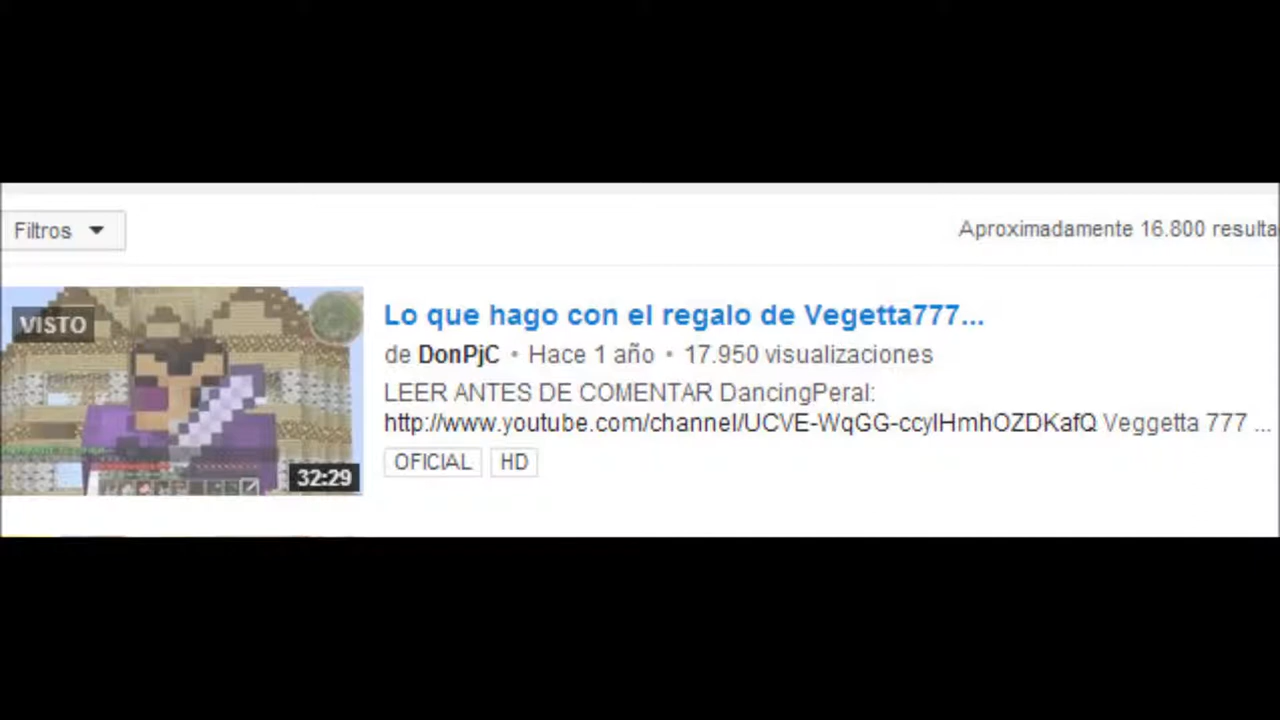 Filtros
Aproximadamente 16.800 resulta
VISTO
32:29
Lo que hago con el regalo de Vegetta777...
de DonPjC • Hace 1 año • 17.950 visualizaciones
LEER ANTES DE COMENTAR DancingPeral:
http://www.youtube.com/channel/UCVE-WqGG-ccylHmhOZDKafQ Veggetta 777 ...
OFICIAL HD